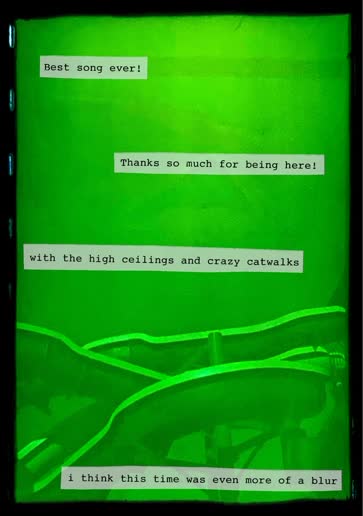 Best song ever!
Thanks so much for being here!
with the high ceilings and crazy catwalks
i think this time was even more of a blur